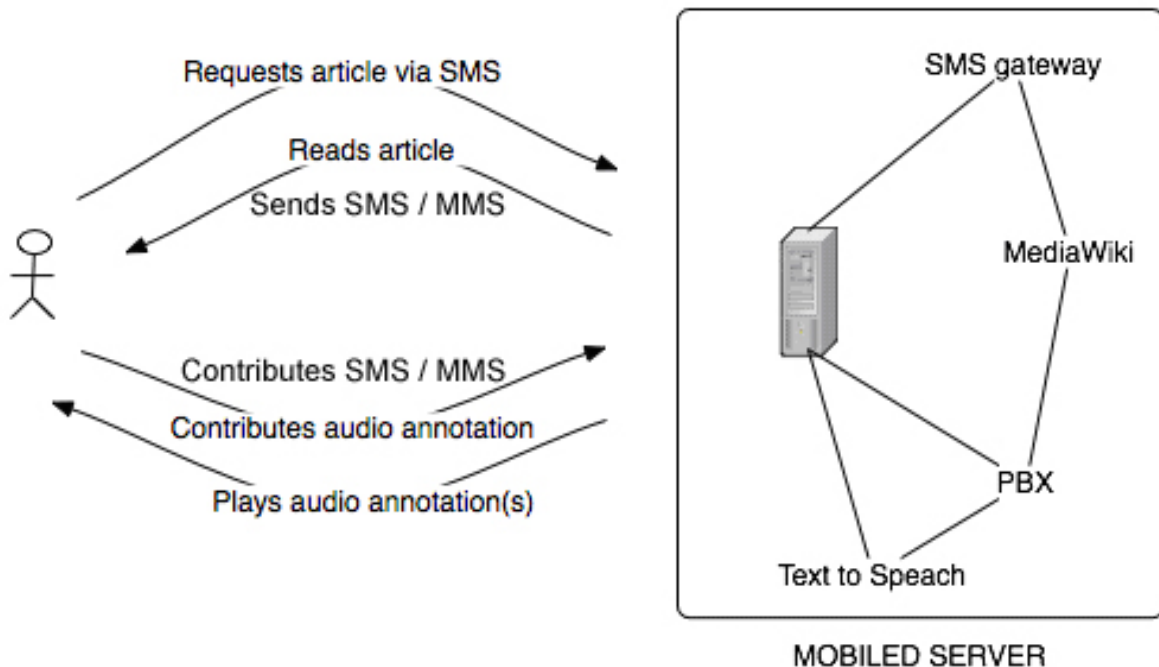 Requests article via SMS
Reads article
Sends SMS / MMS
Contributes SMS / MMS
Contributes audio annotation
Plays audio annotation(s)
SMS gateway
MediaWiki
PBX
Text to Speach
MOBILED SERVER